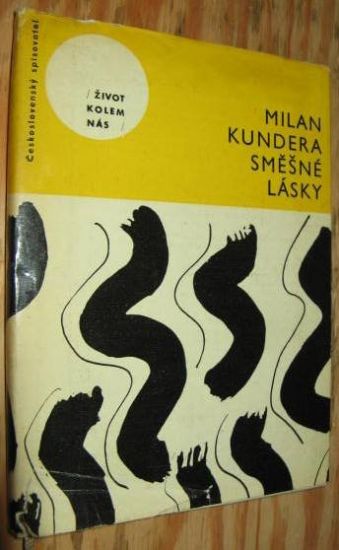 Československý spisovatel
/ ŽIVOT
KOLEM
NÁS /
MILAN
KUNDERA
SMĚŠNÉ
LÁSKY